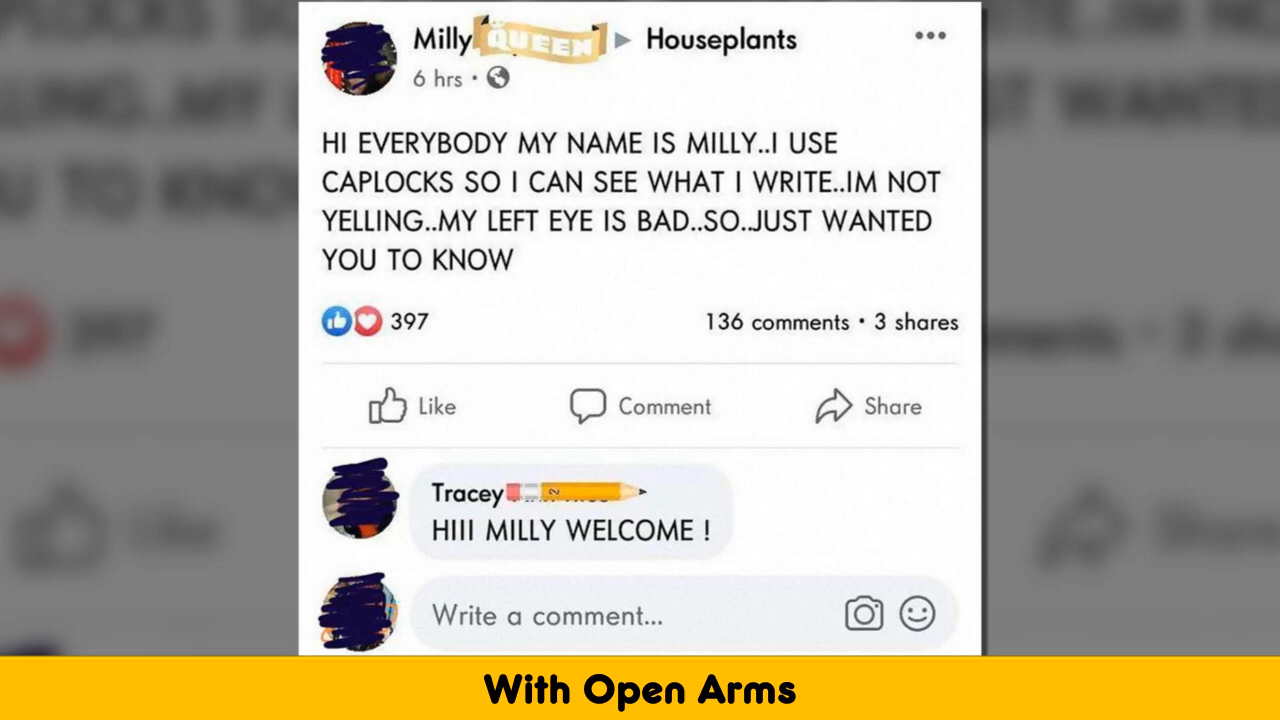 Milly QUEEN ▶ Houseplants
6 hrs ·
HI EVERYBODY MY NAME IS MILLY..I USE
CAPLOCKS SO I CAN SEE WHAT I WRITE..IM NOT
YELLING..MY LEFT EYE IS BAD..SO..JUST WANTED
YOU TO KNOW
397
136 comments · 3 shares
Like Comment Share
Tracey
HIII MILLY WELCOME !
Write a comment...
With Open Arms